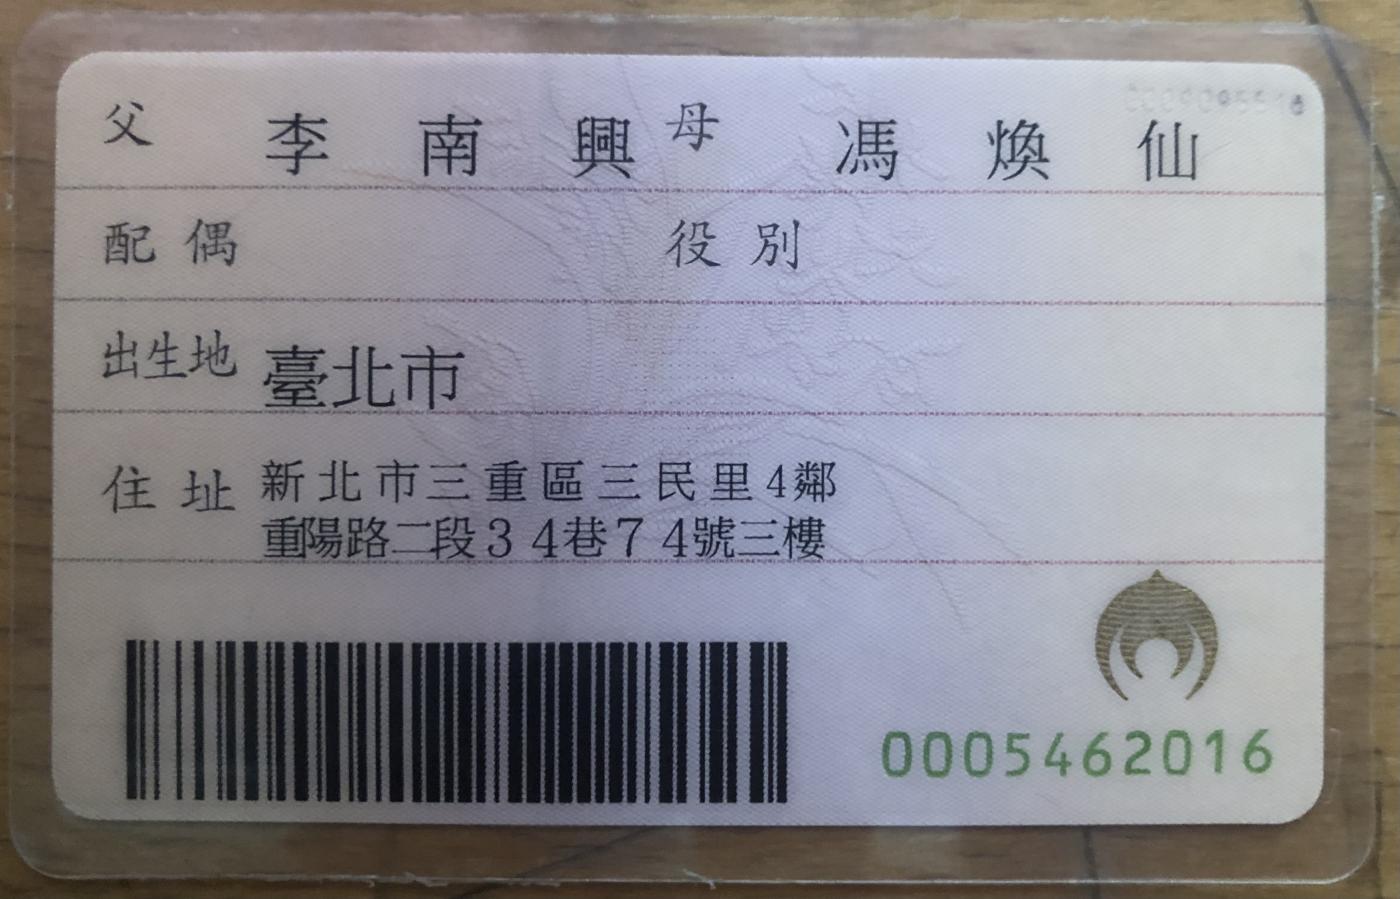 父 李南興 母 馮煥仙
配偶 役別
出生地 臺北市
住址 新北市三重區三民里4鄰
重陽路二段34巷74號三樓
0005462016